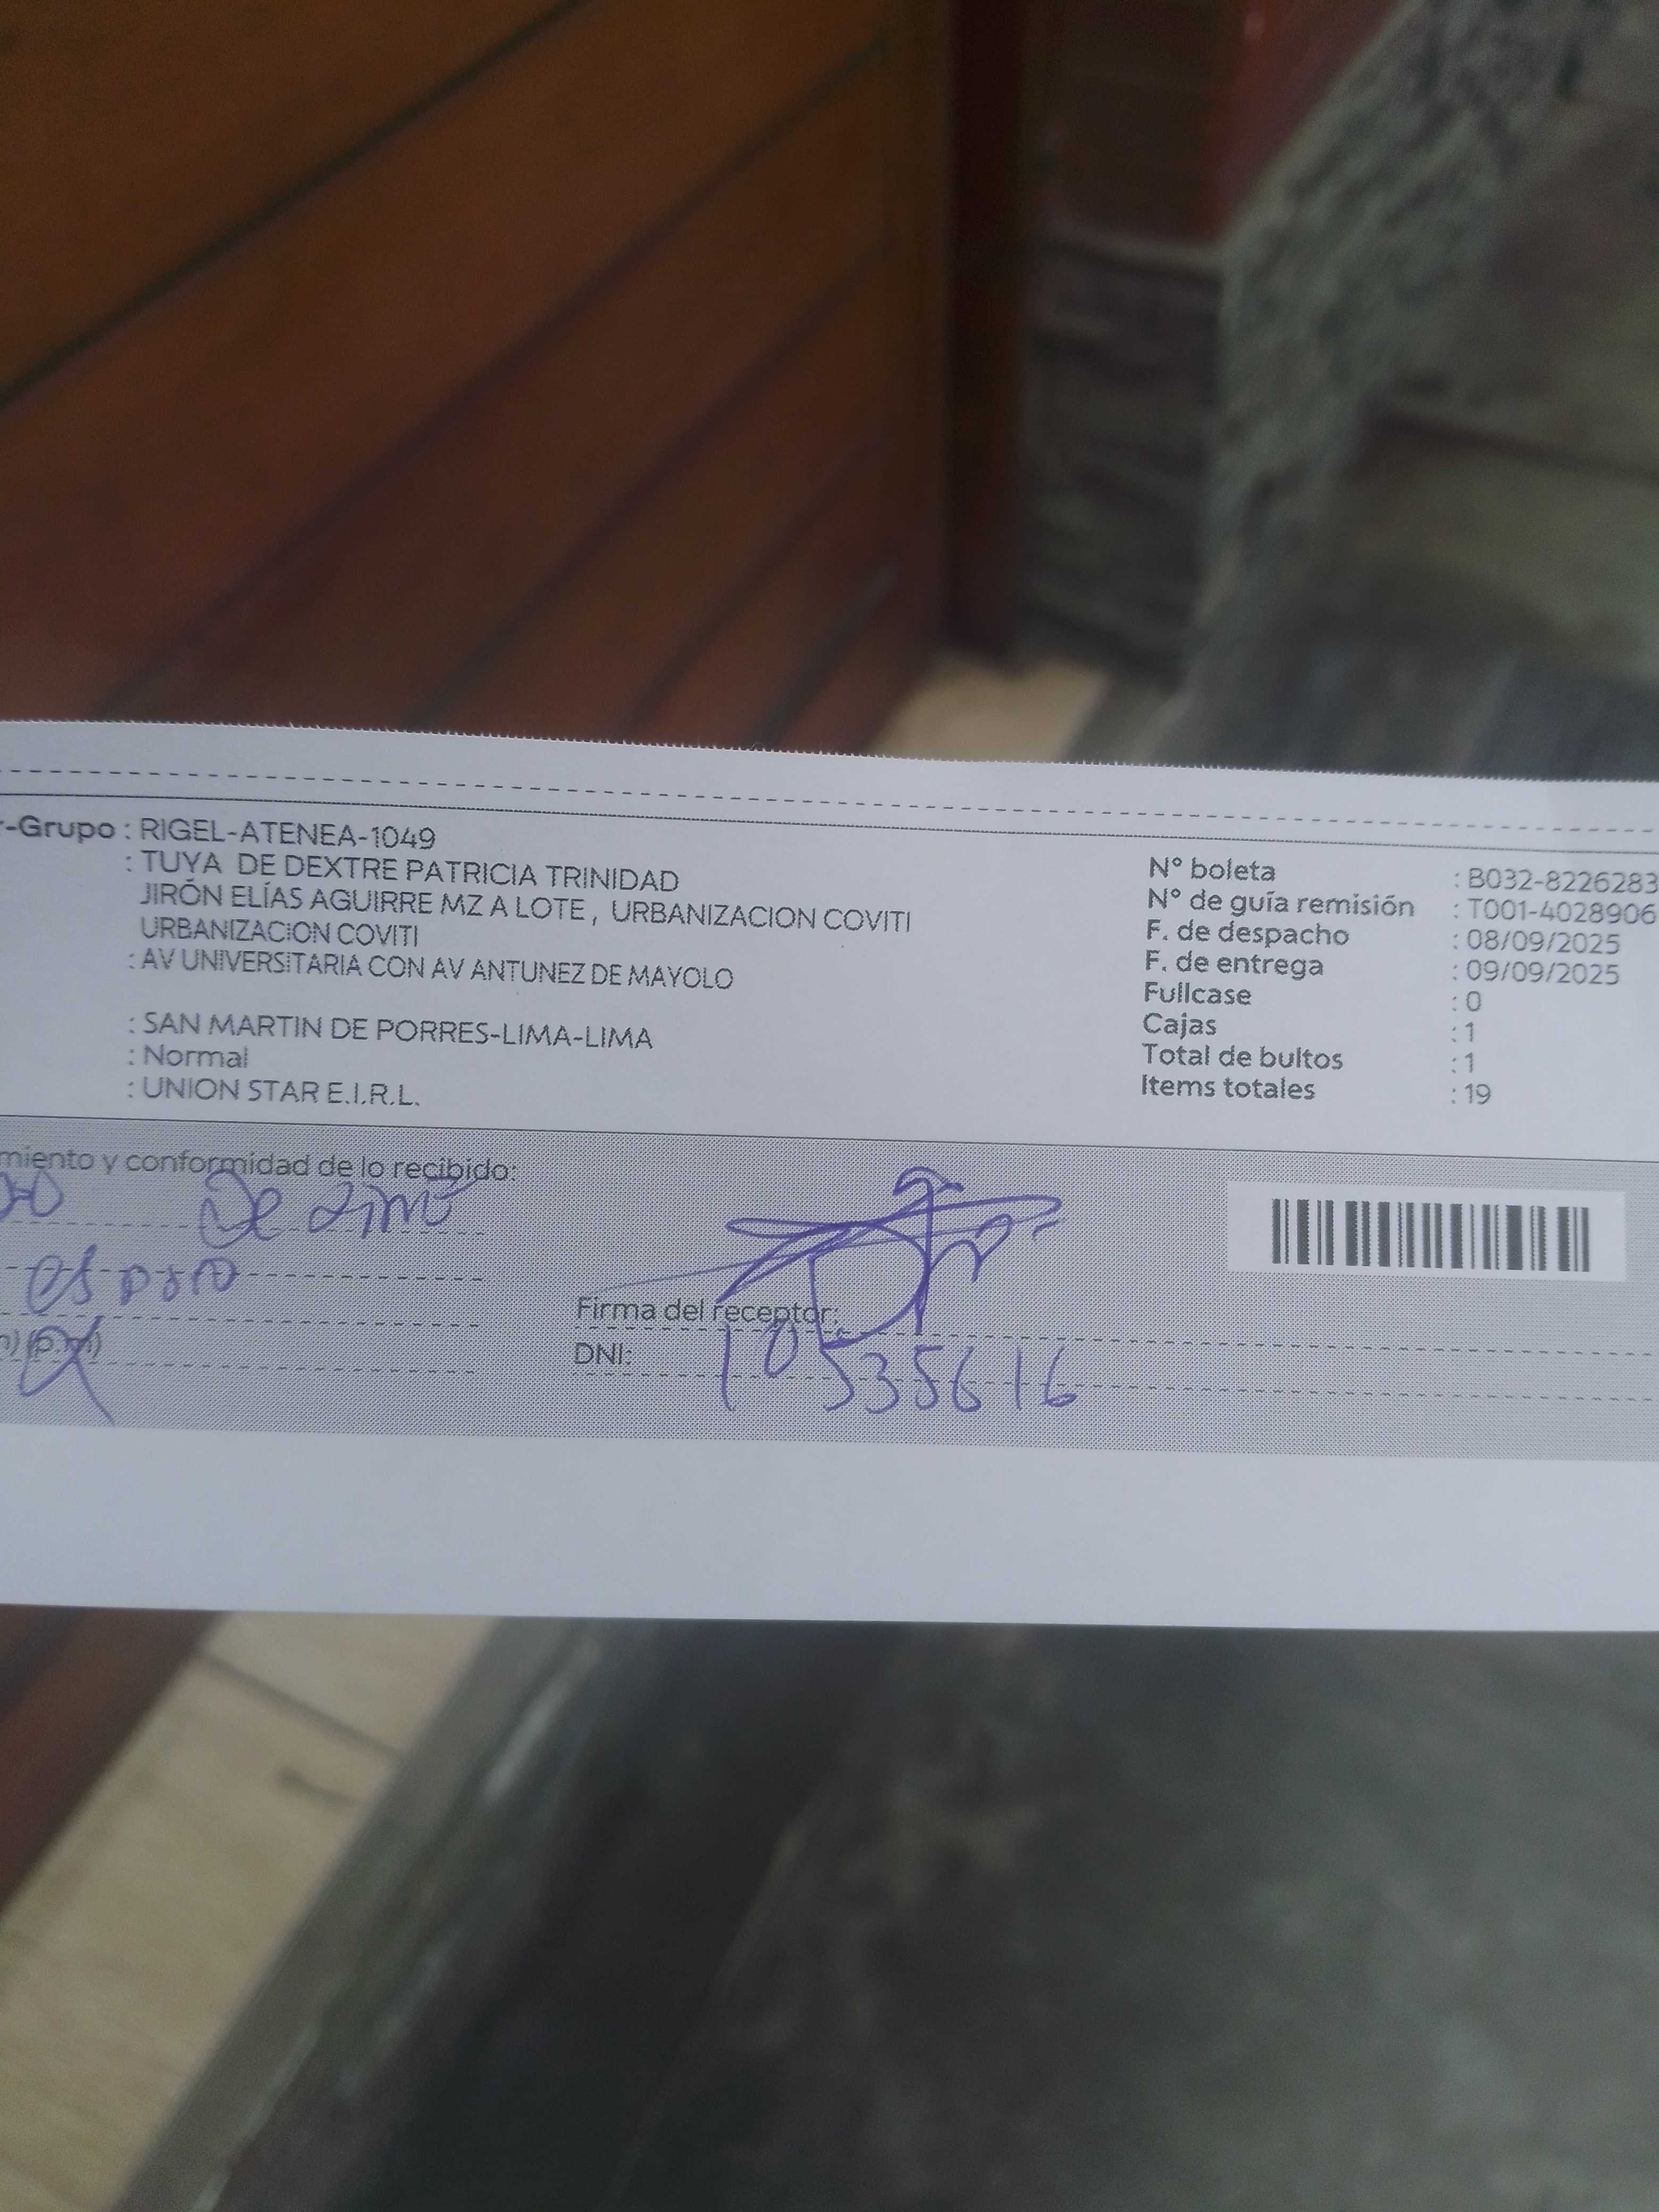 -Grupo : RIGEL-ATENEA-1049
: TUYA DE DEXTRE PATRICIA TRINIDAD
JIRÓN ELÍAS AGUIRRE MZ A LOTE , URBANIZACION COVITI
URBANIZACION COVITI
: AV UNIVERSITARIA CON AV ANTUNEZ DE MAYOLO
: SAN MARTIN DE PORRES-LIMA-LIMA
: Normal
: UNION STAR E.I.R.L.
N° boleta : B032-8226283
N° de guía remisión : T001-4028906
F. de despacho : 08/09/2025
F. de entrega : 09/09/2025
Fullcase : 0
Cajas : 1
Total de bultos : 1
Items totales : 19
miento y conformidad de lo recibido:
De
(p.m)
Firma del receptor:
DNI: 10535616